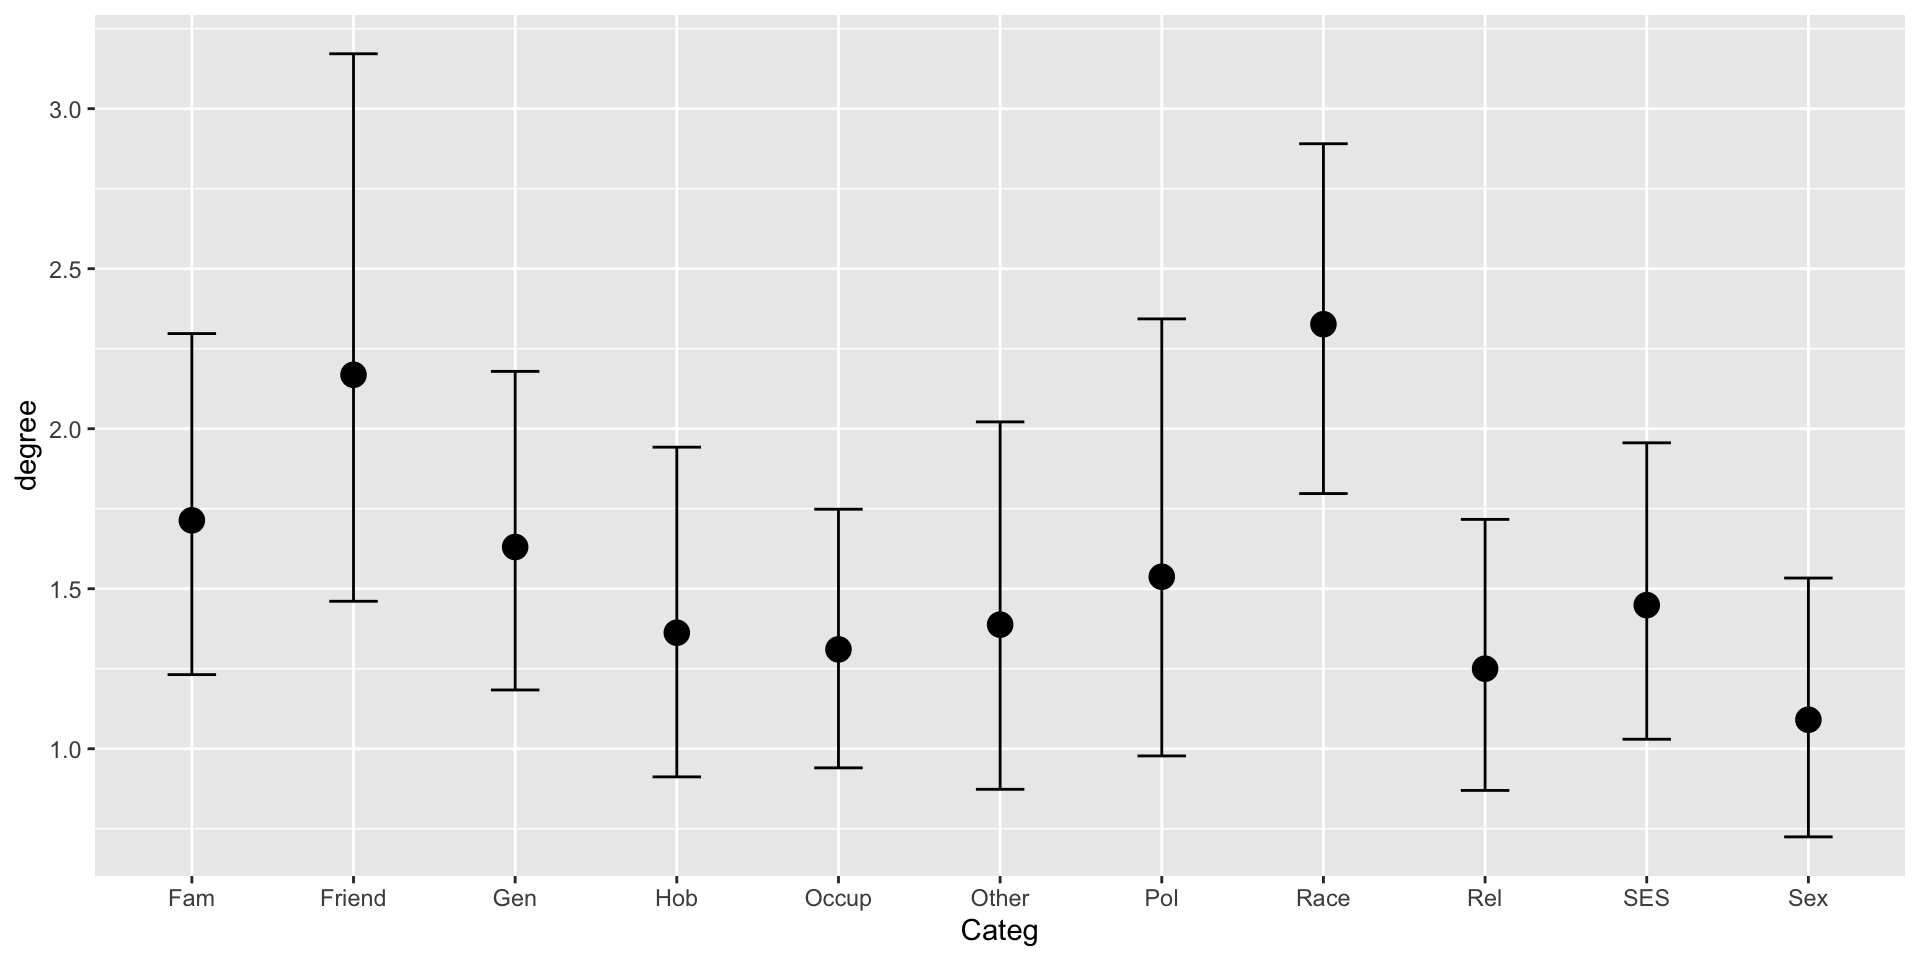 degree
3.0
2.5
2.0
1.5
1.0
Fam Friend Gen Hob Occup Other Pol Race Rel SES Sex
Categ